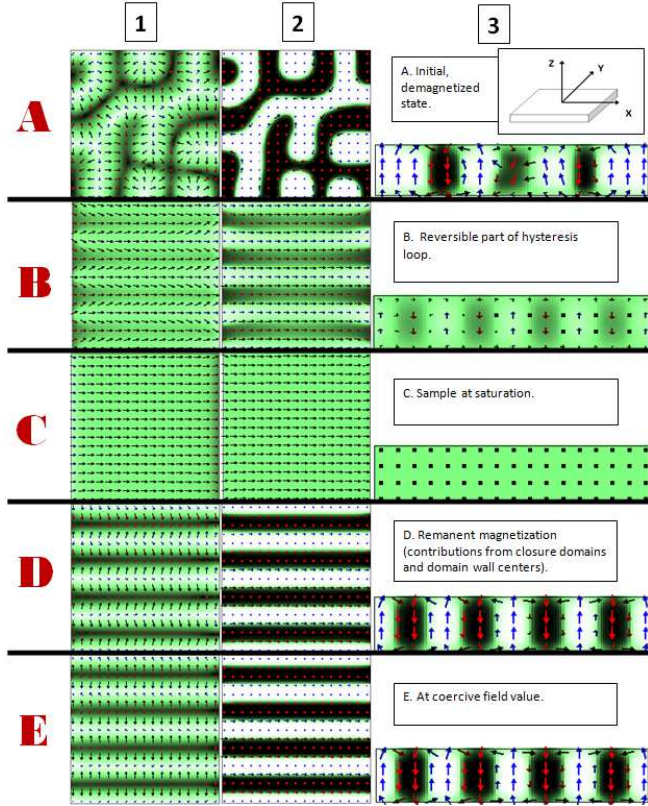 1
2
3
A
A. Initial,
demagnetized
state.
Z
Y
X
B
B. Reversible part of hysteresis
loop.
C
C. Sample at saturation.
D
D. Remanent magnetization
(contributions from closure domains
and domain wall centers).
E
E. At coercive field value.